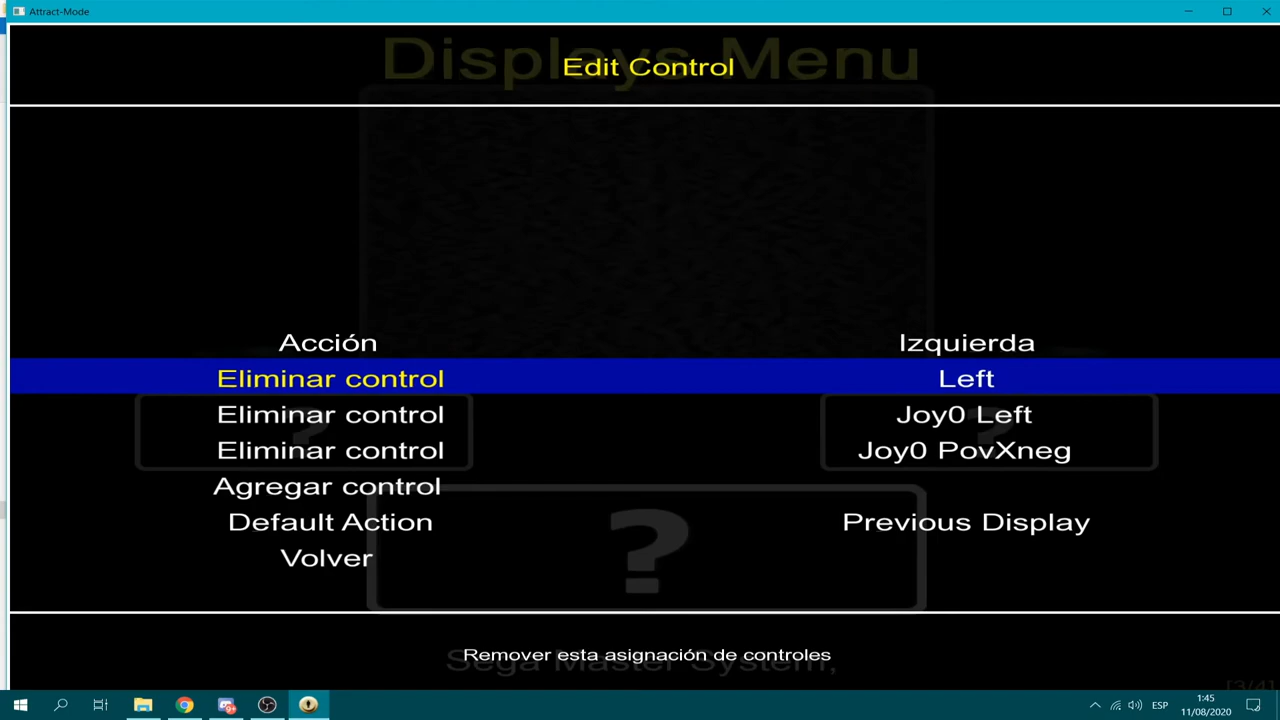 Attract-Mode
Displays Menu
Edit Control
Acción Izquierda
Eliminar control Left
Eliminar control Joy0 Left
Eliminar control Joy0 PovXneg
Agregar control
Default Action Previous Display
Volver
?
?
?
Remover esta asignación de controles
Sega Master System,
[3/4]
ESP
1:45
11/08/2020